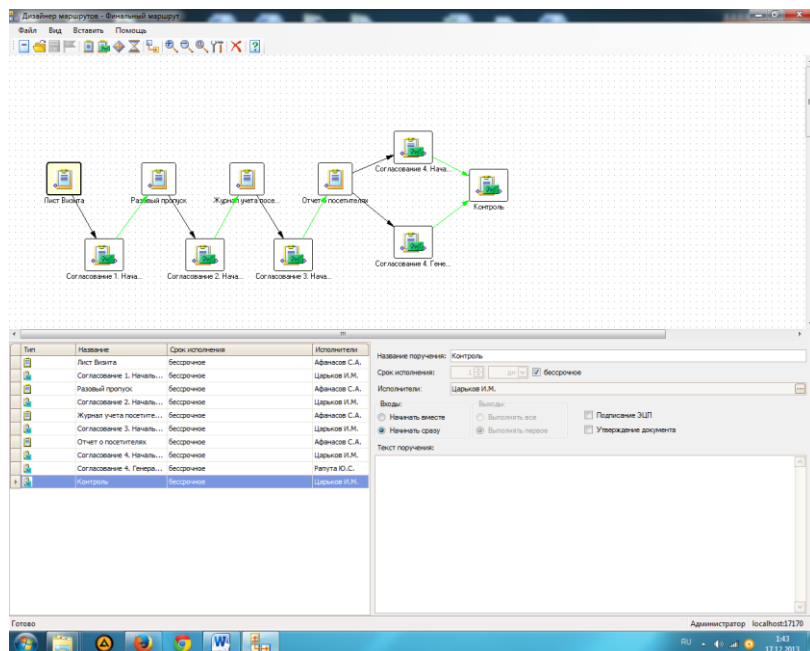 Дизайнер маршрутов - Финальный маршрут
Файл Вид Вставить Помощь
Лист Визита
Разовый пропуск
Журнал учета посе...
Отчет о посетителях
Согласование 4. Нача...
Контроль
Согласование 1. Нача...
Согласование 2. Нача...
Согласование 3. Нача...
Согласование 4. Гене...
Тип Название Срок исполнения Исполнители
Лист Визита бессрочное Афанасов С.А.
Согласование 1. Началь... бессрочное Царьков И.М.
Разовый пропуск бессрочное Афанасов С.А.
Согласование 2. Началь... бессрочное Царьков И.М.
Журнал учета посетите... бессрочное Афанасов С.А.
Согласование 3. Началь... бессрочное Царьков И.М.
Отчет о посетителях бессрочное Афанасов С.А.
Согласование 4. Началь... бессрочное Царьков И.М.
Согласование 4. Генера... бессрочное Рапута Ю.С.
Контроль бессрочное Царьков И.М.
Название поручения: Контроль
Срок исполнения: 1 дн бессрочное
Исполнители: Царьков И.М.
Входы: Выходы:
Начинать вместе Выполнять все Подписание ЭЦП
Начинать сразу Выполнять первое Утверждение документа
Текст поручения:
Готово Администратор localhost:17170
RU 1:43
17.12.2013